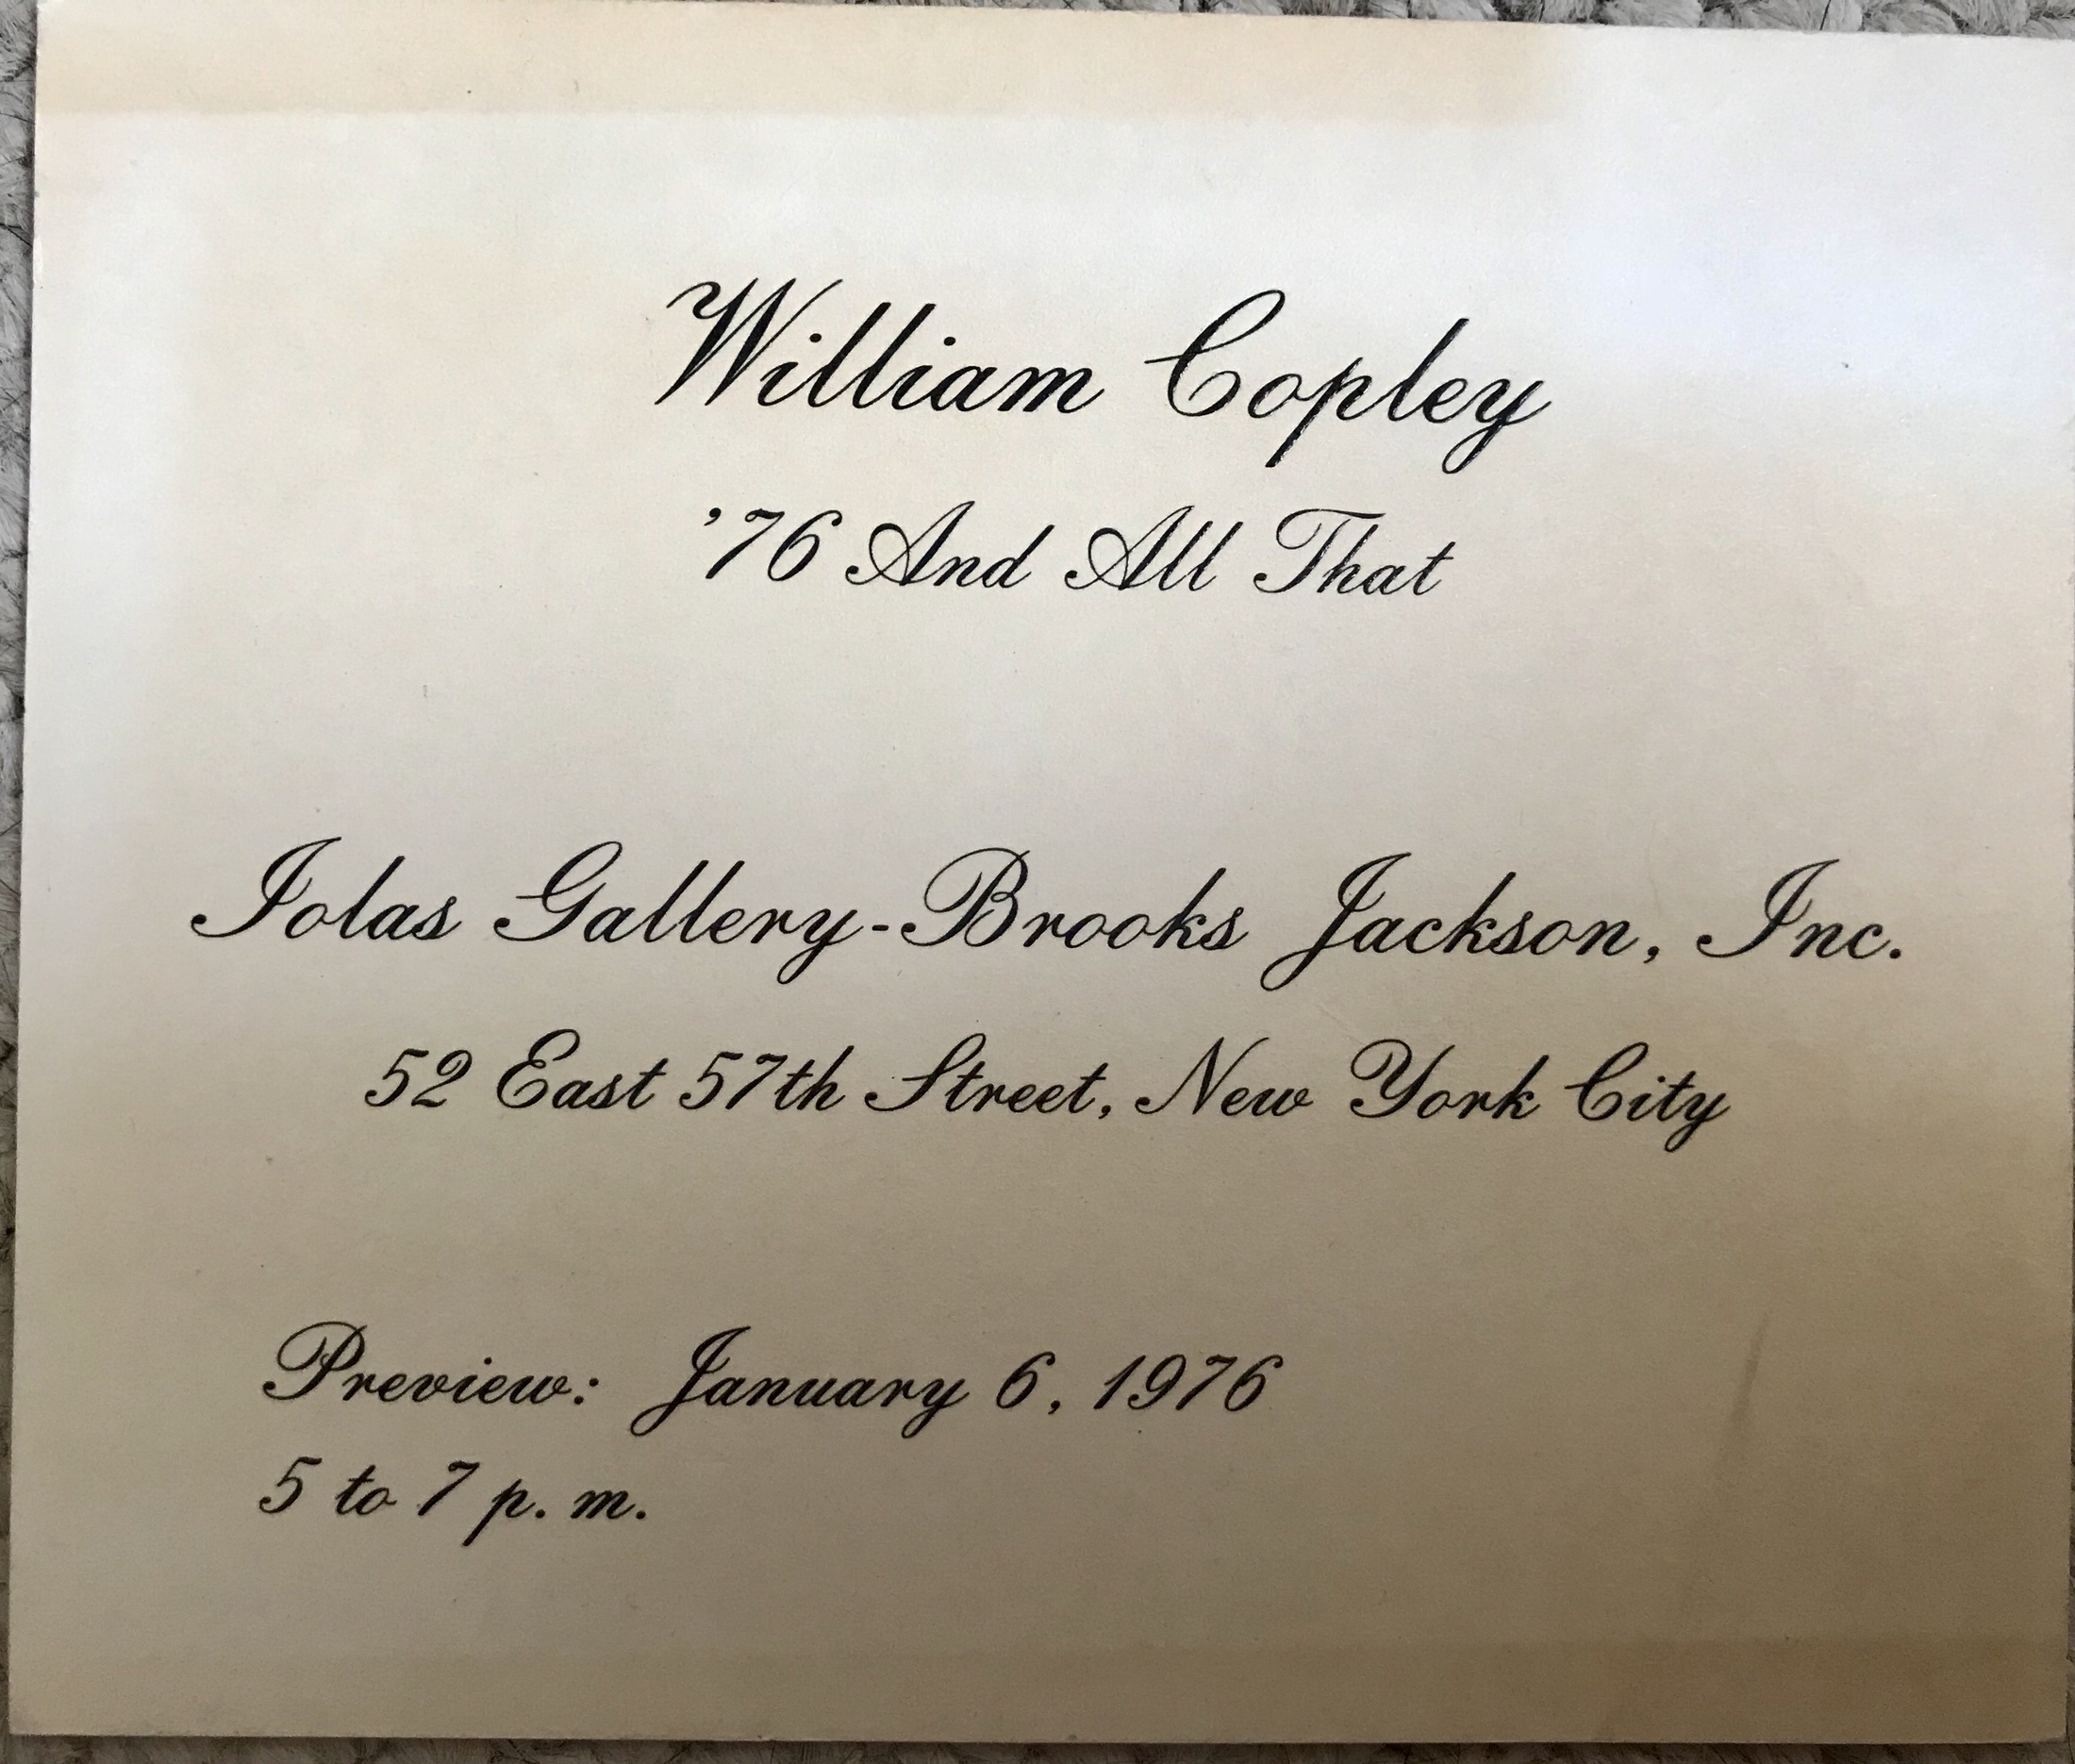 William Copley
'76 And All That
Iolas Gallery-Brooks Jackson, Inc.
52 East 57th Street, New York City
Preview: January 6, 1976
5 to 7 p. m.